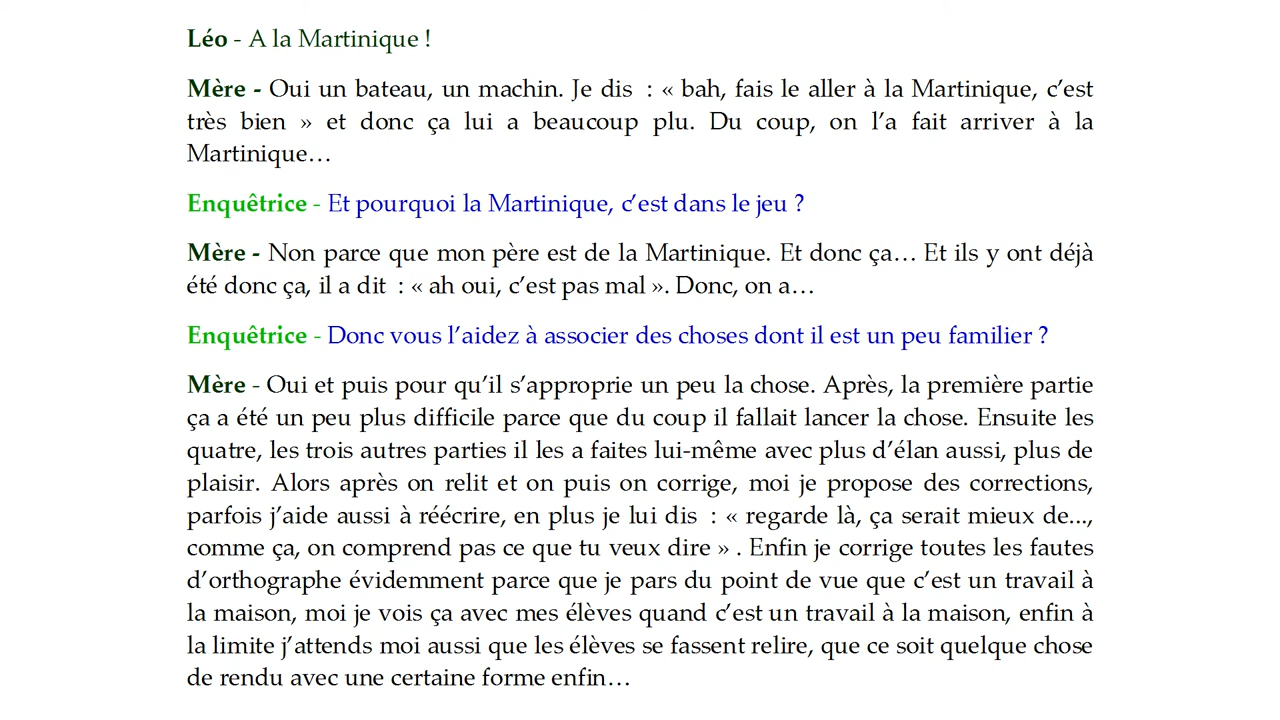 Léo - A la Martinique !
Mère - Oui un bateau, un machin. Je dis : « bah, fais le aller à la Martinique, c’est
très bien » et donc ça lui a beaucoup plu. Du coup, on l’a fait arriver à la
Martinique…
Enquêtrice - Et pourquoi la Martinique, c’est dans le jeu ?
Mère - Non parce que mon père est de la Martinique. Et donc ça… Et ils y ont déjà
été donc ça, il a dit : « ah oui, c’est pas mal ». Donc, on a…
Enquêtrice - Donc vous l’aidez à associer des choses dont il est un peu familier ?
Mère - Oui et puis pour qu’il s’approprie un peu la chose. Après, la première partie
ça a été un peu plus difficile parce que du coup il fallait lancer la chose. Ensuite les
quatre, les trois autres parties il les a faites lui-même avec plus d’élan aussi, plus de
plaisir. Alors après on relit et on puis on corrige, moi je propose des corrections,
parfois j’aide aussi à réécrire, en plus je lui dis : « regarde là, ça serait mieux de...,
comme ça, on comprend pas ce que tu veux dire » . Enfin je corrige toutes les fautes
d’orthographe évidemment parce que je pars du point de vue que c’est un travail à
la maison, moi je vois ça avec mes élèves quand c’est un travail à la maison, enfin à
la limite j’attends moi aussi que les élèves se fassent relire, que ce soit quelque chose
de rendu avec une certaine forme enfin…